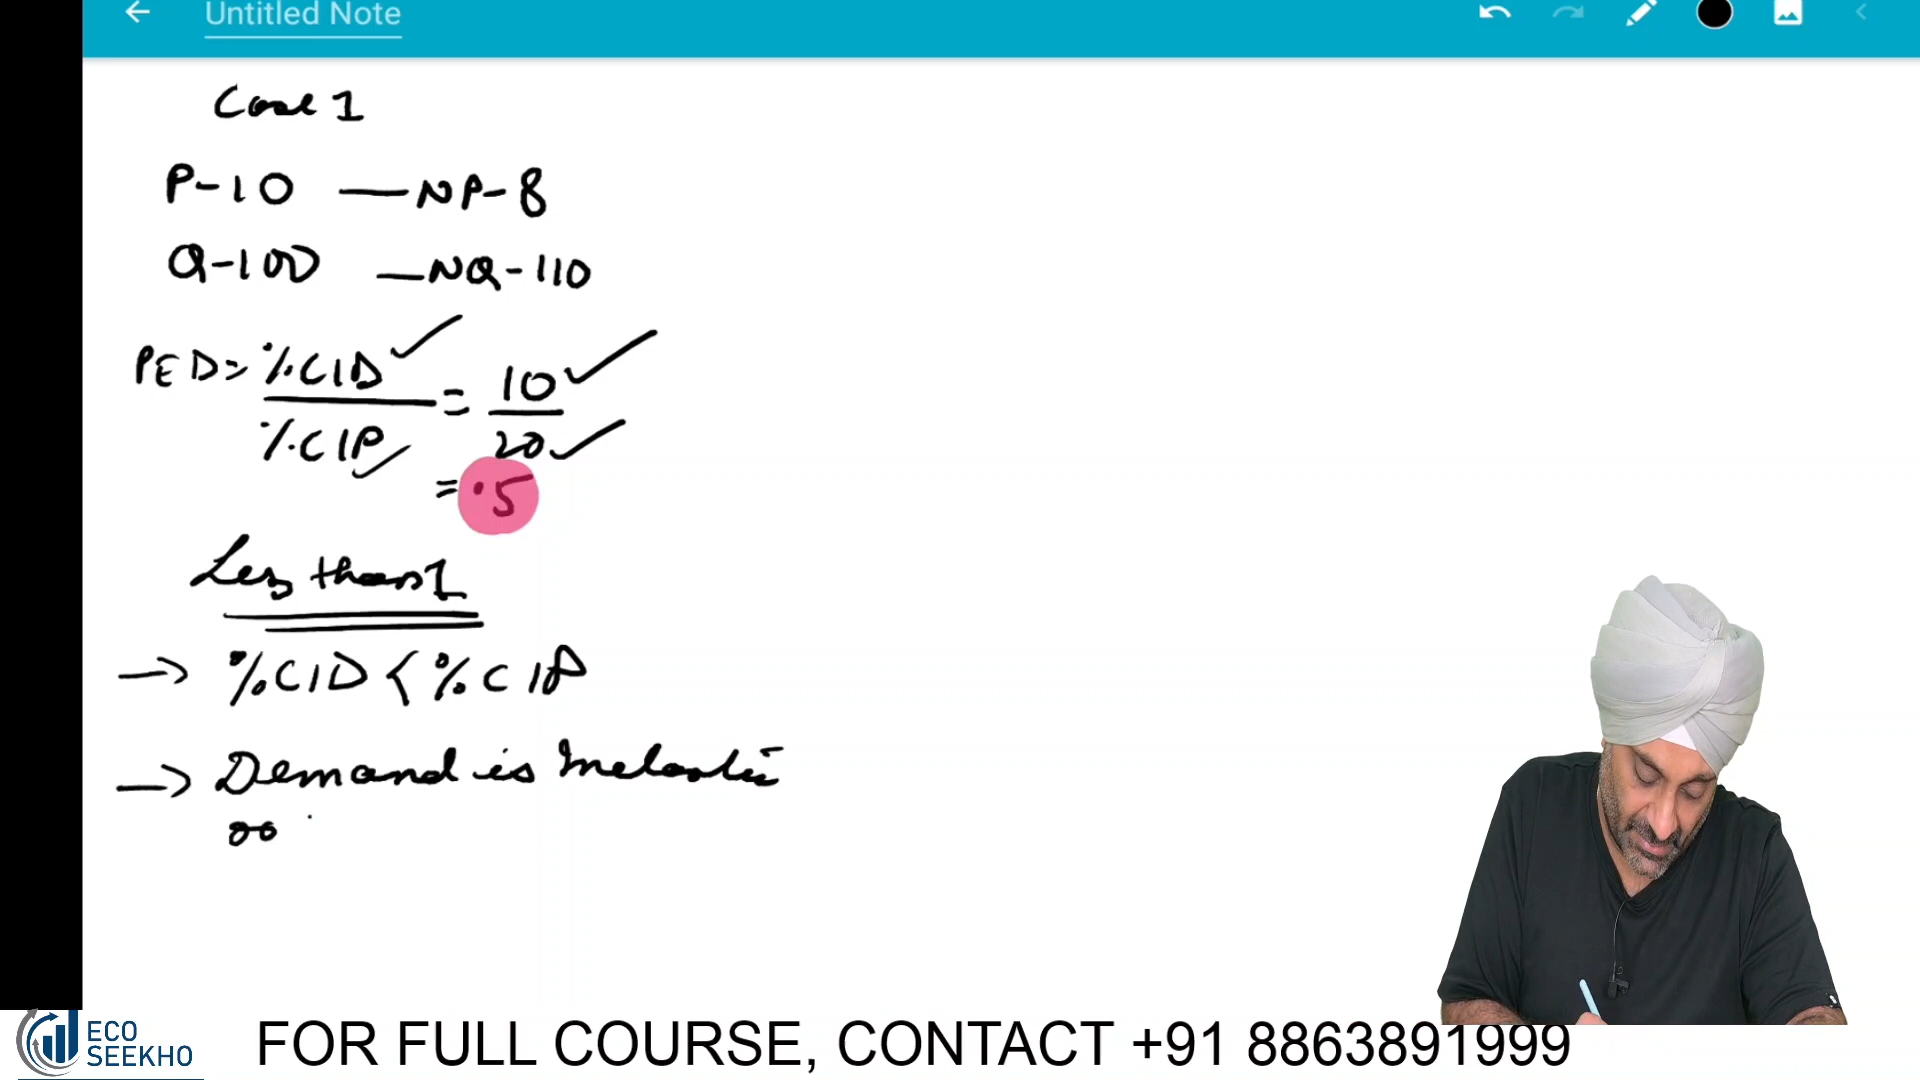 Untitled Note
Case 1
P-10 — NP-8
Q-100 — NQ-110
PED = %CID = 10
%CIP 20
= .5
Less than 1
→ %CID < %CIP
→ Demand is Inelastic
or
ECO
SEEKHO
FOR FULL COURSE, CONTACT +91 8863891999